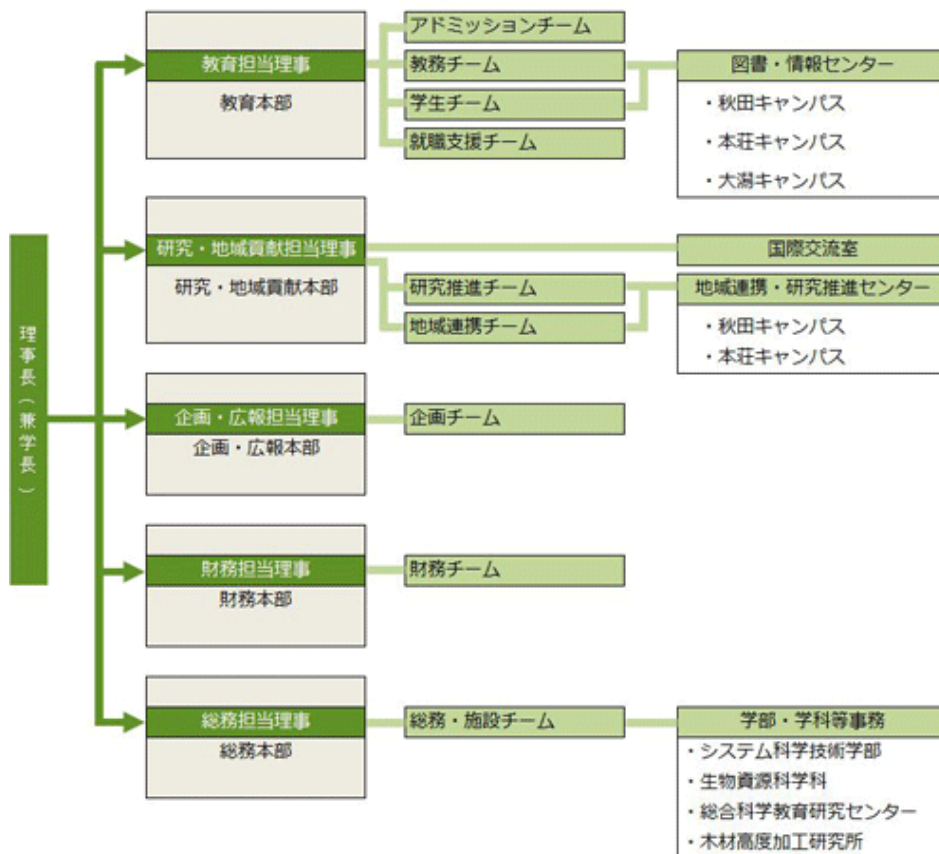 理事長（兼学長）
教育担当理事
教育本部
アドミッションチーム
教務チーム
学生チーム
就職支援チーム
図書・情報センター
・秋田キャンパス
・本荘キャンパス
・大潟キャンパス
研究・地域貢献担当理事
研究・地域貢献本部
国際交流室
研究推進チーム
地域連携チーム
地域連携・研究推進センター
・秋田キャンパス
・本荘キャンパス
企画・広報担当理事
企画・広報本部
企画チーム
財務担当理事
財務本部
財務チーム
総務担当理事
総務本部
総務・施設チーム
学部・学科等事務
・システム科学技術学部
・生物資源科学科
・総合科学教育研究センター
・木材高度加工研究所